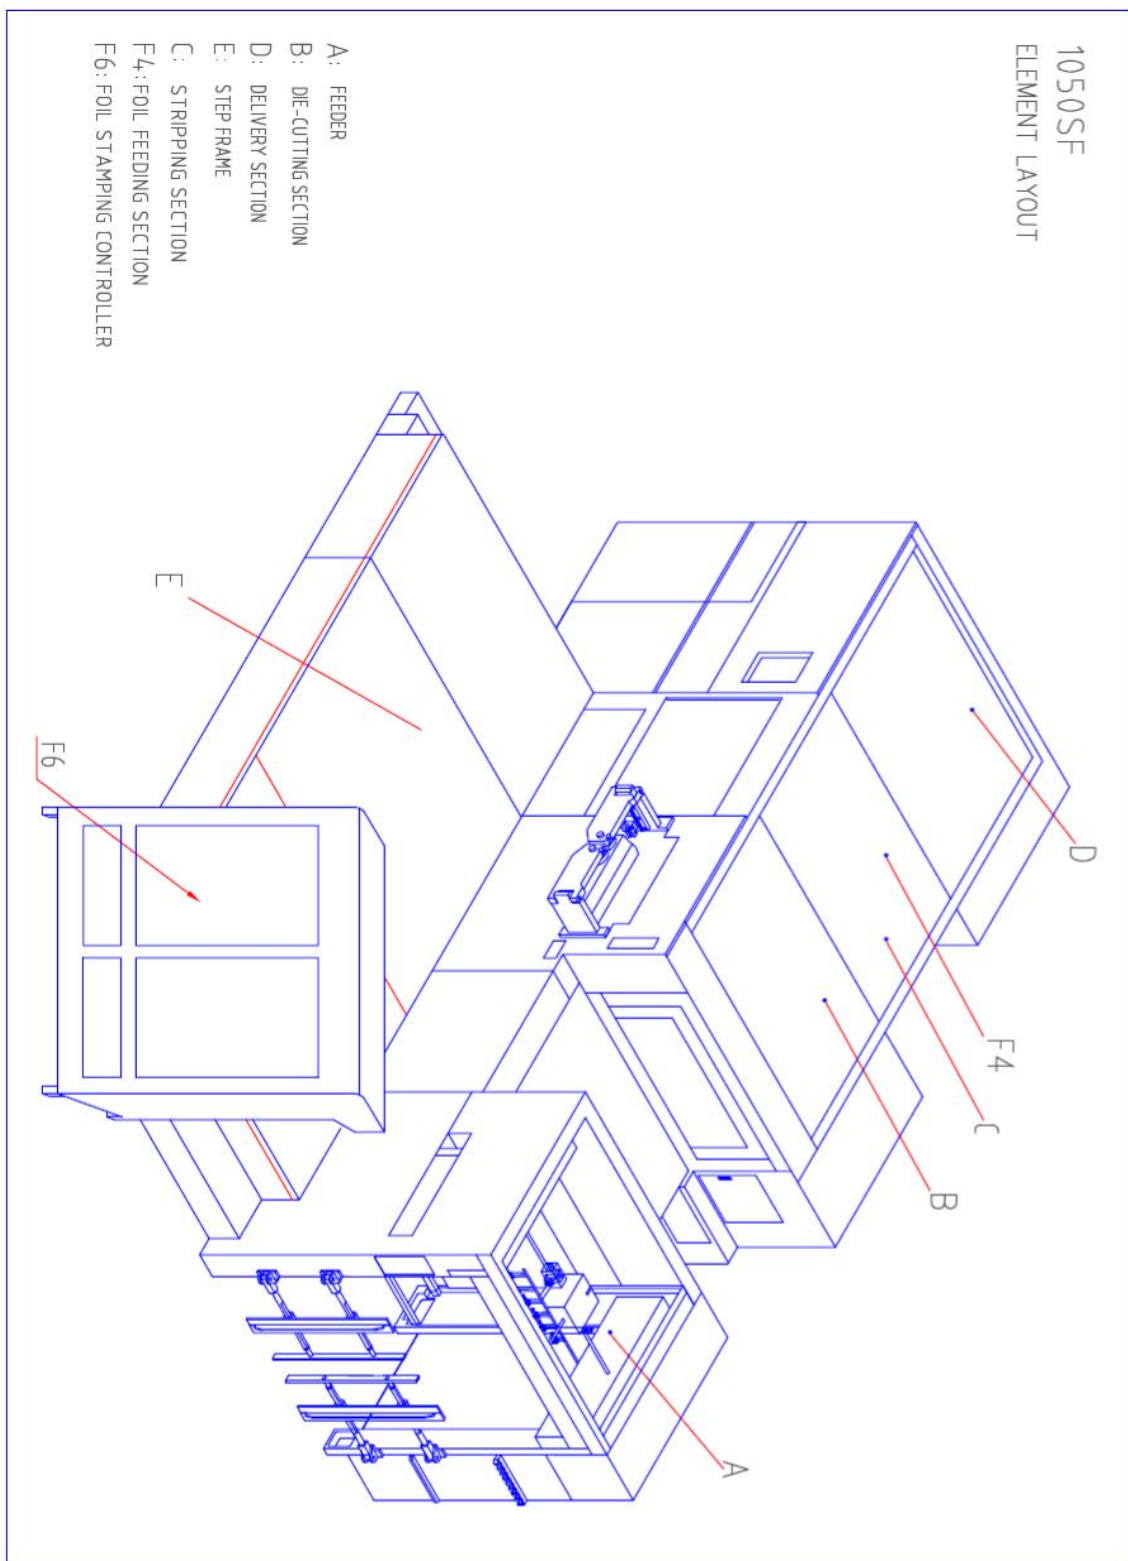 1050SF
ELEMENT LAYOUT
A: FEEDER
B: DIE-CUTTING SECTION
D: DELIVERY SECTION
E: STEP FRAME
C: STRIPPING SECTION
F4: FOIL FEEDING SECTION
F6: FOIL STAMPING CONTROLLER
D
F4
C
B
A
E
F6